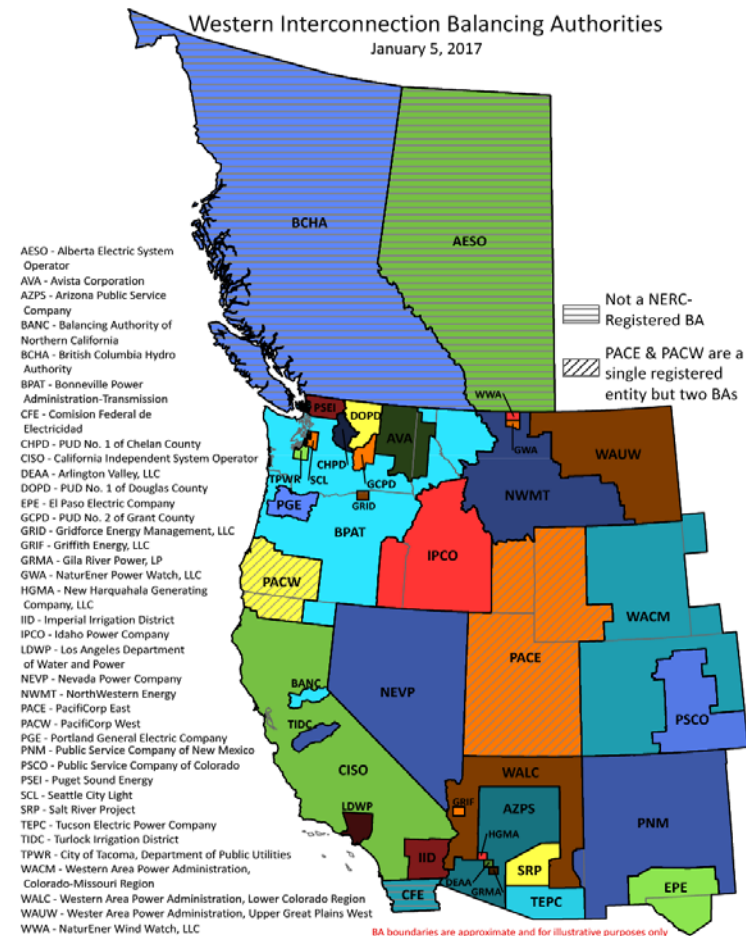 Western Interconnection Balancing Authorities
January 5, 2017
BCHA
AESO
AESO - Alberta Electric System
Operator
AVA - Avista Corporation
AZPS - Arizona Public Service
Company
BANC - Balancing Authority of
Northern California
BCHA - British Columbia Hydro
Authority
BPAT - Bonneville Power
Administration-Transmission
CFE - Comision Federal de
Electricidad
CHPD - PUD No. 1 of Chelan County
CISO - California Independent System Operator
DEAA - Arlington Valley, LLC
DOPD - PUD No. 1 of Douglas County
EPE - El Paso Electric Company
GCPD - PUD No. 2 of Grant County
GRID - Gridforce Energy Management, LLC
GRIF - Griffith Energy, LLC
GRMA - Gila River Power, LP
GWA - NaturEner Power Watch, LLC
HGMA - New Harquahala Generating
Company, LLC
IID - Imperial Irrigation District
IPCO - Idaho Power Company
LDWP - Los Angeles Department
of Water and Power
NEVP - Nevada Power Company
NWMT - NorthWestern Energy
PACE - PacifiCorp East
PACW - PacifiCorp West
PGE - Portland General Electric Company
PNM - Public Service Company of New Mexico
PSCO - Public Service Company of Colorado
PSEI - Puget Sound Energy
SCL - Seattle City Light
SRP - Salt River Project
TEPC - Tucson Electric Power Company
TIDC - Turlock Irrigation District
TPWR - City of Tacoma, Department of Public Utilities
WACM - Western Area Power Administration,
Colorado-Missouri Region
WALC - Western Area Power Administration, Lower Colorado Region
WAUW - Wester Area Power Administration, Upper Great Plains West
WWA - NaturEner Wind Watch, LLC
Not a NERC-
Registered BA
PACE & PACW are a
single registered
entity but two BAs
WWA
PSEI
DOPD
AVA
GWA
WAUW
CHPD
TPWR
SCL
GCPD
NWMT
PGE
GRID
BPAT
IPCO
PACW
WACM
PACE
BANC
NEVP
PSCO
TIDC
CISO
WALC
LDWP
GRIF
AZPS
PNM
HGMA
IID
SRP
DEAA
GRMA
CFE
TEPC
EPE
BA boundaries are approximate and for illustrative purposes only